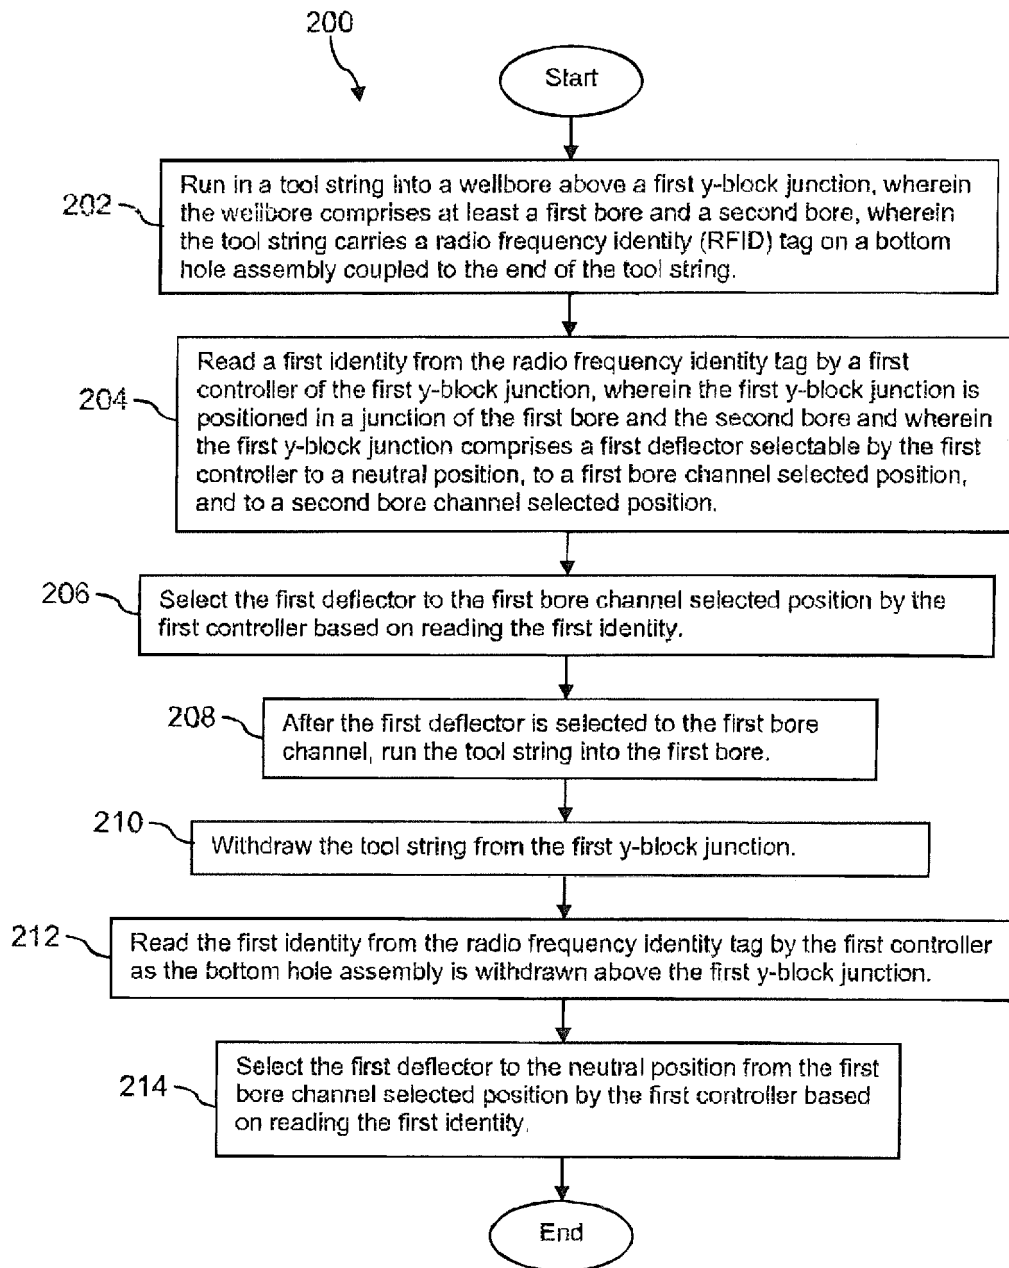 200
Start
202
Run in a tool string into a wellbore above a first y-block junction, wherein
the wellbore comprises at least a first bore and a second bore, wherein
the tool string carries a radio frequency identity (RFID) tag on a bottom
hole assembly coupled to the end of the tool string.
204
Read a first identity from the radio frequency identity tag by a first
controller of the first y-block junction, wherein the first y-block junction is
positioned in a junction of the first bore and the second bore and wherein
the first y-block junction comprises a first deflector selectable by the first
controller to a neutral position, to a first bore channel selected position,
and to a second bore channel selected position.
206
Select the first deflector to the first bore channel selected position by the
first controller based on reading the first identity.
208
After the first deflector is selected to the first bore
channel, run the tool string into the first bore.
210
Withdraw the tool string from the first y-block junction.
212
Read the first identity from the radio frequency identity tag by the first controller
as the bottom hole assembly is withdrawn above the first y-block junction.
214
Select the first deflector to the neutral position from the first
bore channel selected position by the first controller based
on reading the first identity.
End